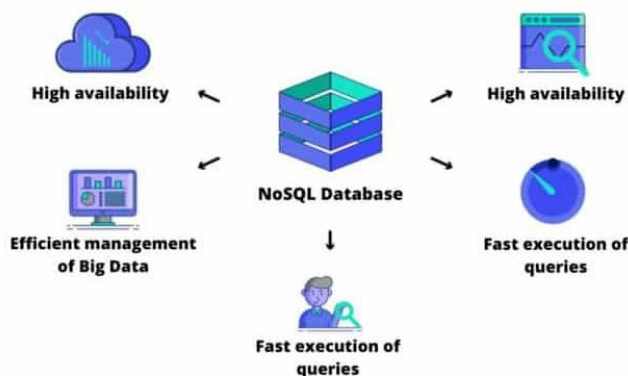 High availability
High availability
NoSQL Database
Efficient management
of Big Data
Fast execution of
queries
Fast execution of
queries